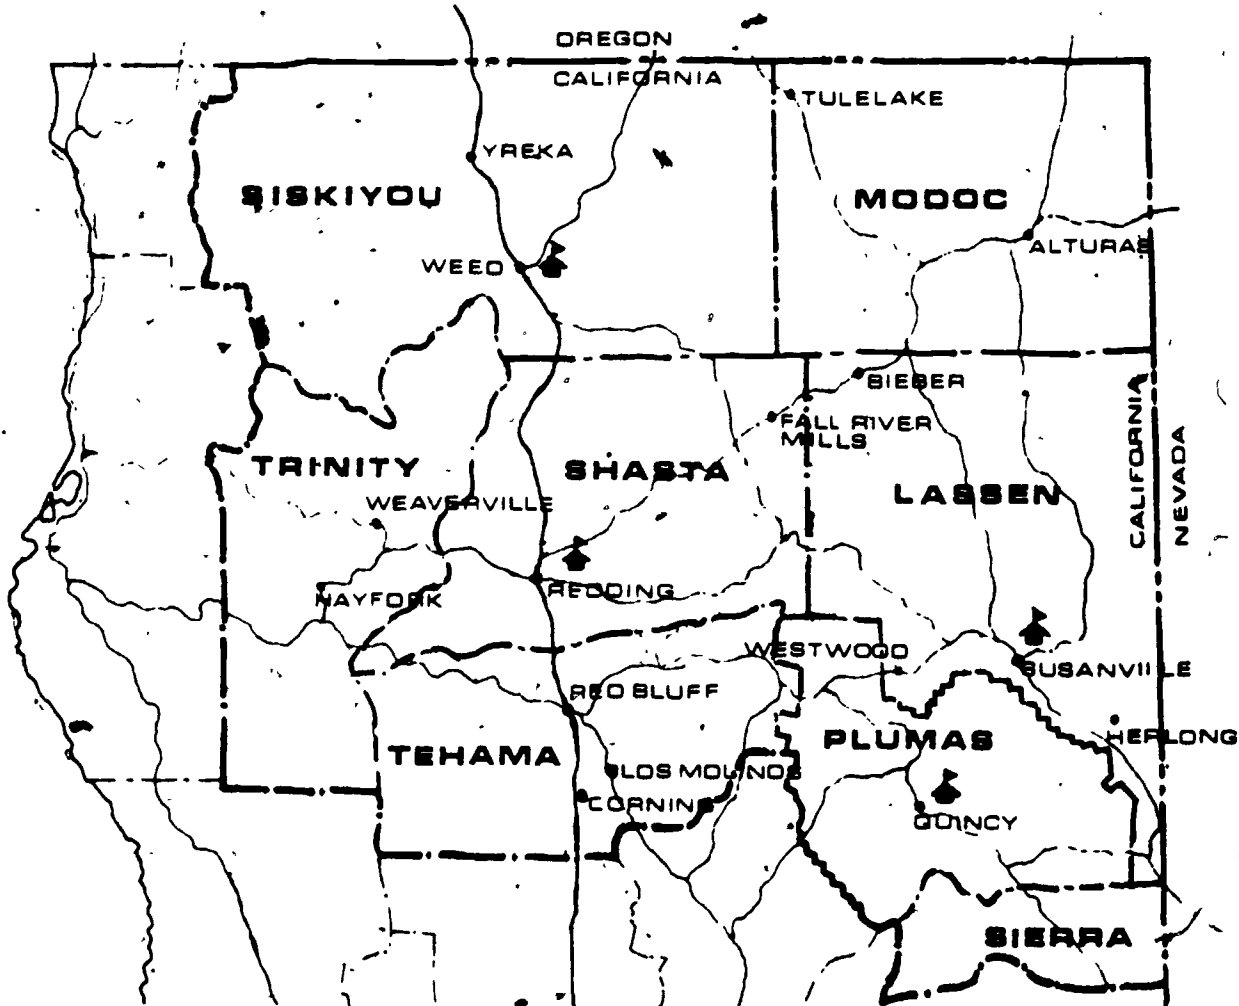 OREGON
CALIFORNIA
TULELAKE
YREKA
SISKIYOU
MODOC
ALTURAS
WEED
BIEBER
FALL RIVER
MILLS
CALIFORNIA
NEVADA
TRINITY
SHASTA
LASSEN
WEAVERVILLE
REDDING
HAYFORK
WESTWOOD
SUSANVILLE
RED BLUFF
HERLONG
PLUMAS
TEHAMA
LOS MOLINOS
CORNING
QUINCY
SIERRA